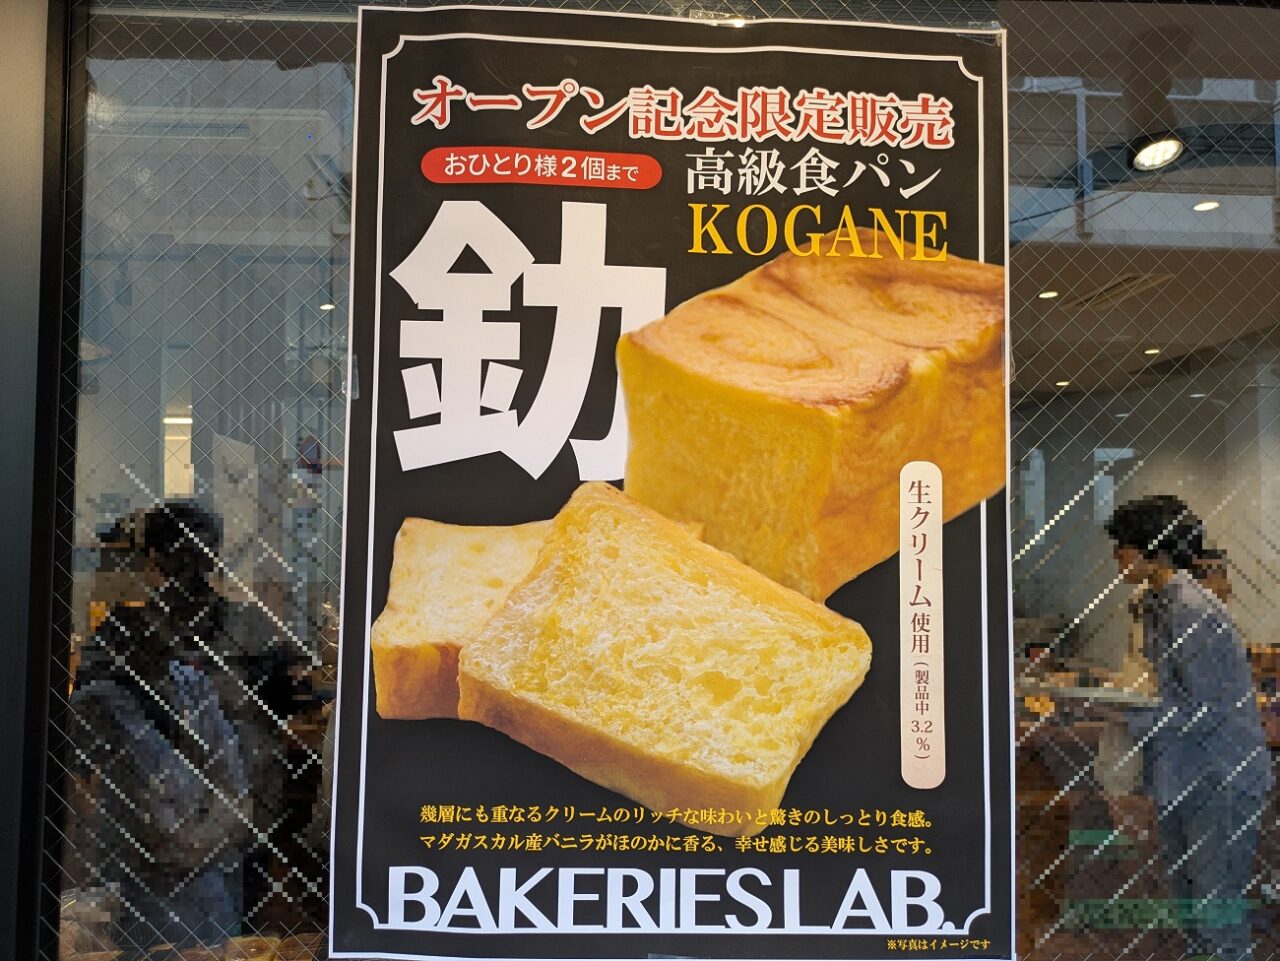 オープン記念限定販売
おひとり様2個まで
高級食パン
KOGANE
釛
生クリーム使用(製品中3.2%)
幾層にも重なるクリームのリッチな味わいと驚きのしっとり食感。
マダガスカル産バニラがほのかに香る、幸せ感じる美味しさです。
BAKERIES LAB.
※写真はイメージです